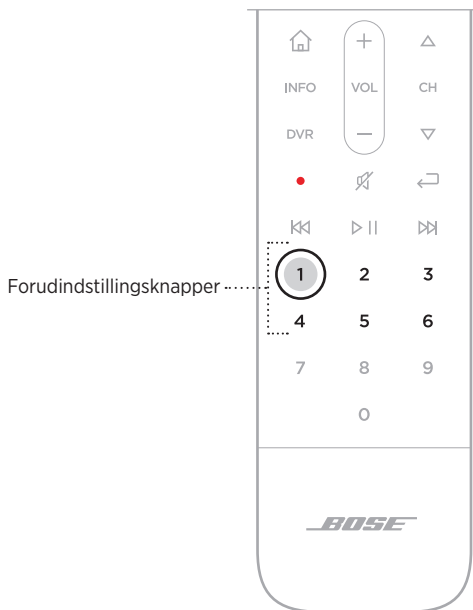 +
INFO VOL CH
DVR −
1 2 3
Forudindstillingsknapper
4 5 6
7 8 9
0
BOSE